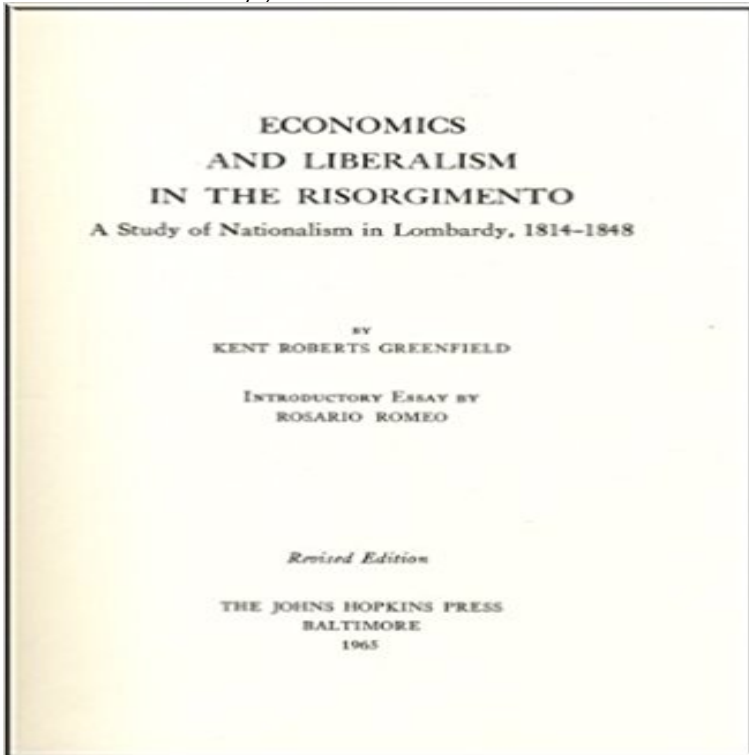 ECONOMICS
AND LIBERALISM
IN THE RISORGIMENTO
A Study of Nationalism in Lombardy, 1814–1848
BY
KENT ROBERTS GREENFIELD
INTRODUCTORY ESSAY BY
ROSARIO ROMEO
Revised Edition
THE JOHNS HOPKINS PRESS
BALTIMORE
1965